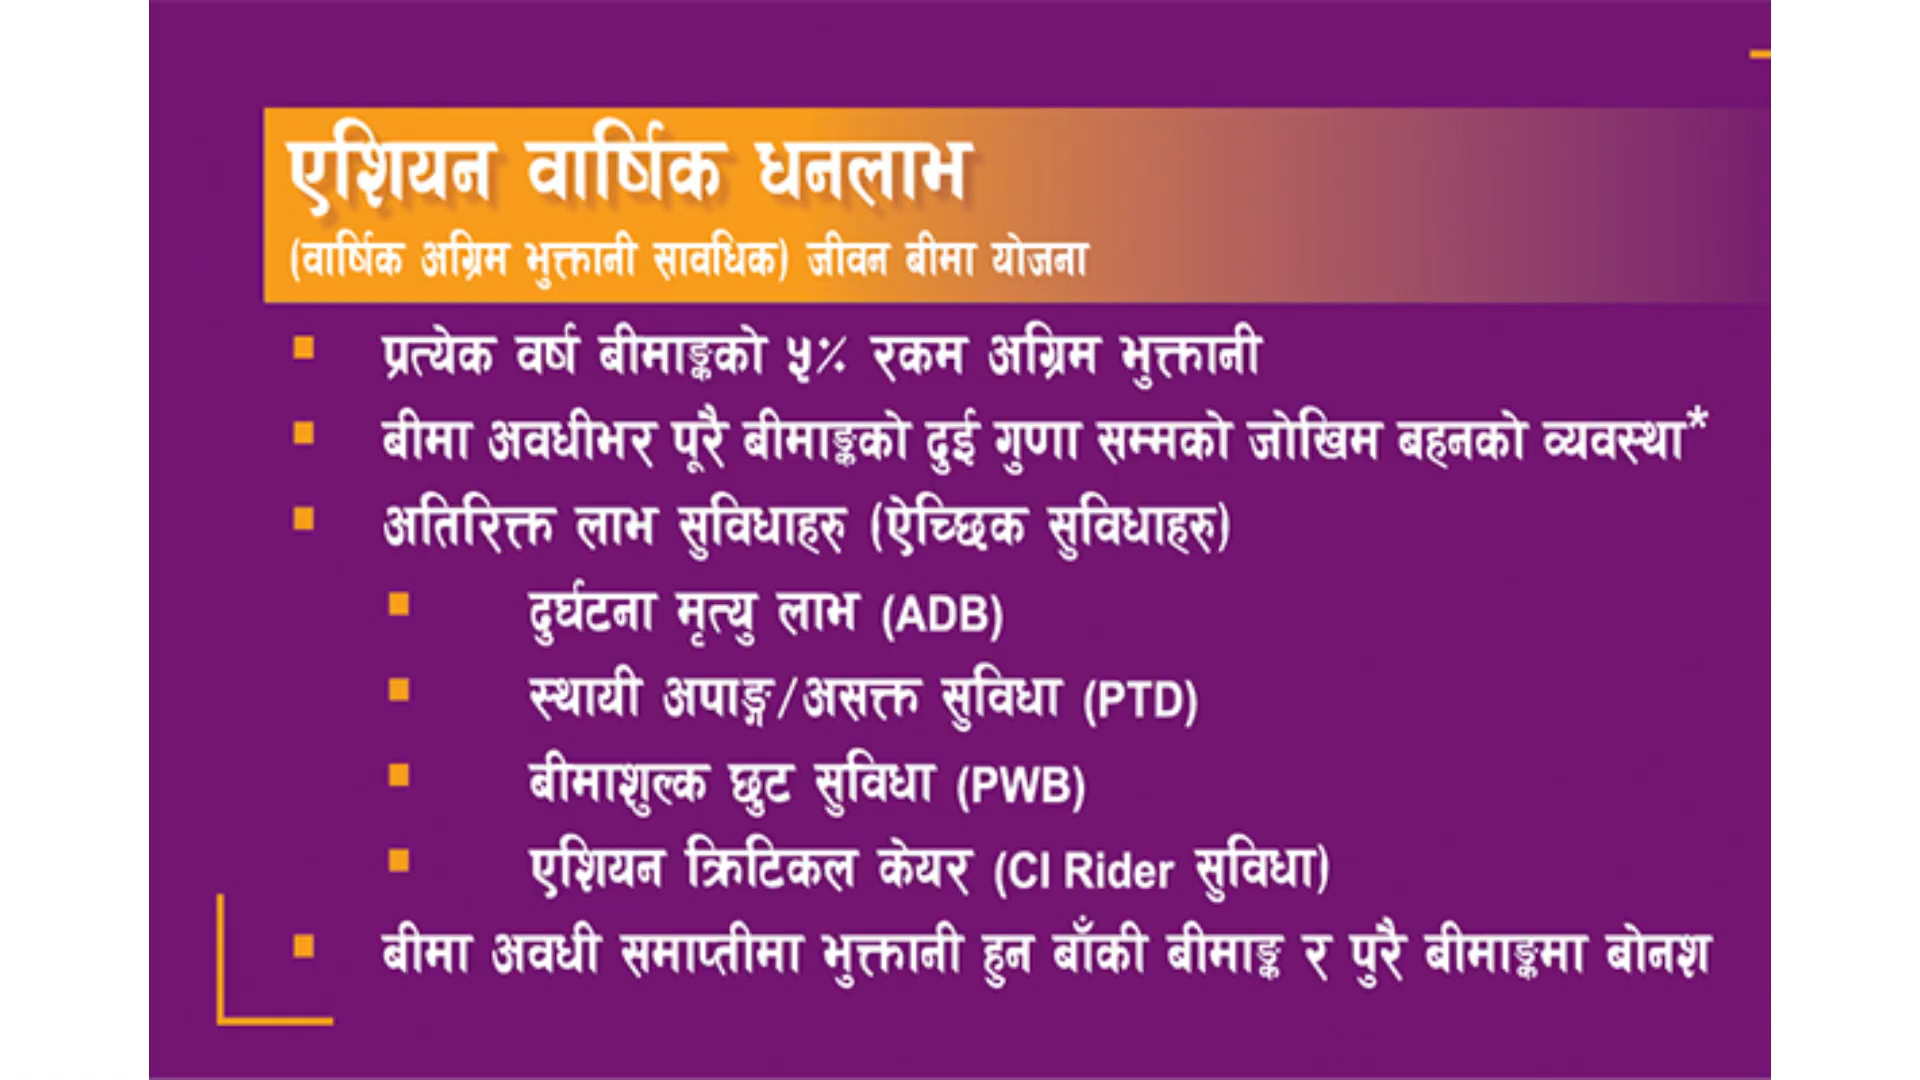 एशियन वार्षिक धनलाभ
(वार्षिक अग्रिम भुक्तानी सावधिक) जीवन बीमा योजना
प्रत्येक वर्ष बीमाङ्कको ५% रकम अग्रिम भुक्तानी
बीमा अवधीभर पूरै बीमाङ्कको दुई गुणा सम्मको जोखिम बहनको व्यवस्था*
अतिरिक्त लाभ सुविधाहरु (ऐच्छिक सुविधाहरु)
दुर्घटना मृत्यु लाभ (ADB)
स्थायी अपाङ्ग/असक्त सुविधा (PTD)
बीमाशुल्क छुट सुविधा (PWB)
एशियन क्रिटिकल केयर (CI Rider सुविधा)
बीमा अवधी समाप्तीमा भुक्तानी हुन बाँकी बीमाङ्क र पुरै बीमाङ्कमा बोनश